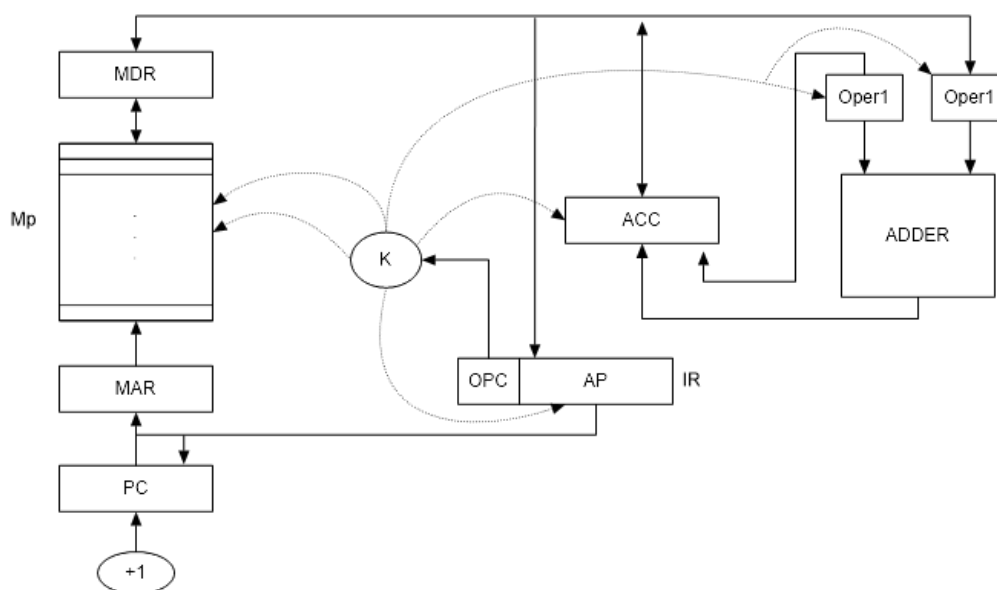 MDR
Oper1
Oper1
Mp
ACC
ADDER
K
MAR
OPC
AP
IR
PC
+1